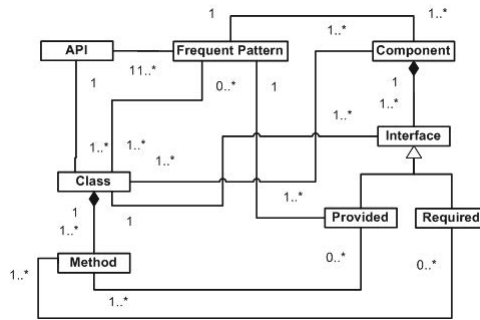 1 1..*
API Frequent Pattern 1..* Component
11..*
1 0..* 1 1
1..*
1..* Interface
1..* 1..*
1..*
Class
1 1 1..* Provided Required
1..*
Method 0..* 0..*
1..*
1..*